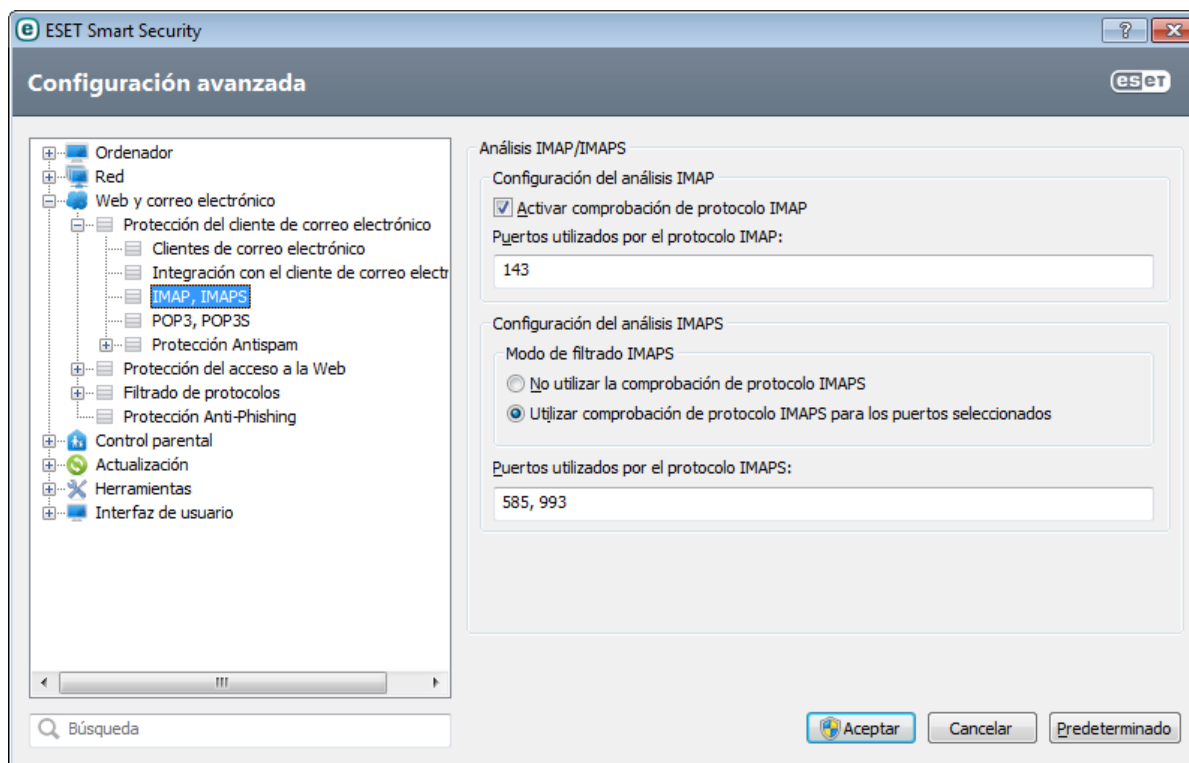 ESET Smart Security
Configuración avanzada
eset
Ordenador
Red
Web y correo electrónico
Protección del cliente de correo electrónico
Clientes de correo electrónico
Integración con el cliente de correo electr
IMAP, IMAPS
POP3, POP3S
Protección Antispam
Protección del acceso a la Web
Filtrado de protocolos
Protección Anti-Phishing
Control parental
Actualización
Herramientas
Interfaz de usuario
Búsqueda
Análisis IMAP/IMAPS
Configuración del análisis IMAP
Activar comprobación de protocolo IMAP
Puertos utilizados por el protocolo IMAP:
143
Configuración del análisis IMAPS
Modo de filtrado IMAPS
No utilizar la comprobación de protocolo IMAPS
Utilizar comprobación de protocolo IMAPS para los puertos seleccionados
Puertos utilizados por el protocolo IMAPS:
585, 993
Aceptar
Cancelar
Predeterminado